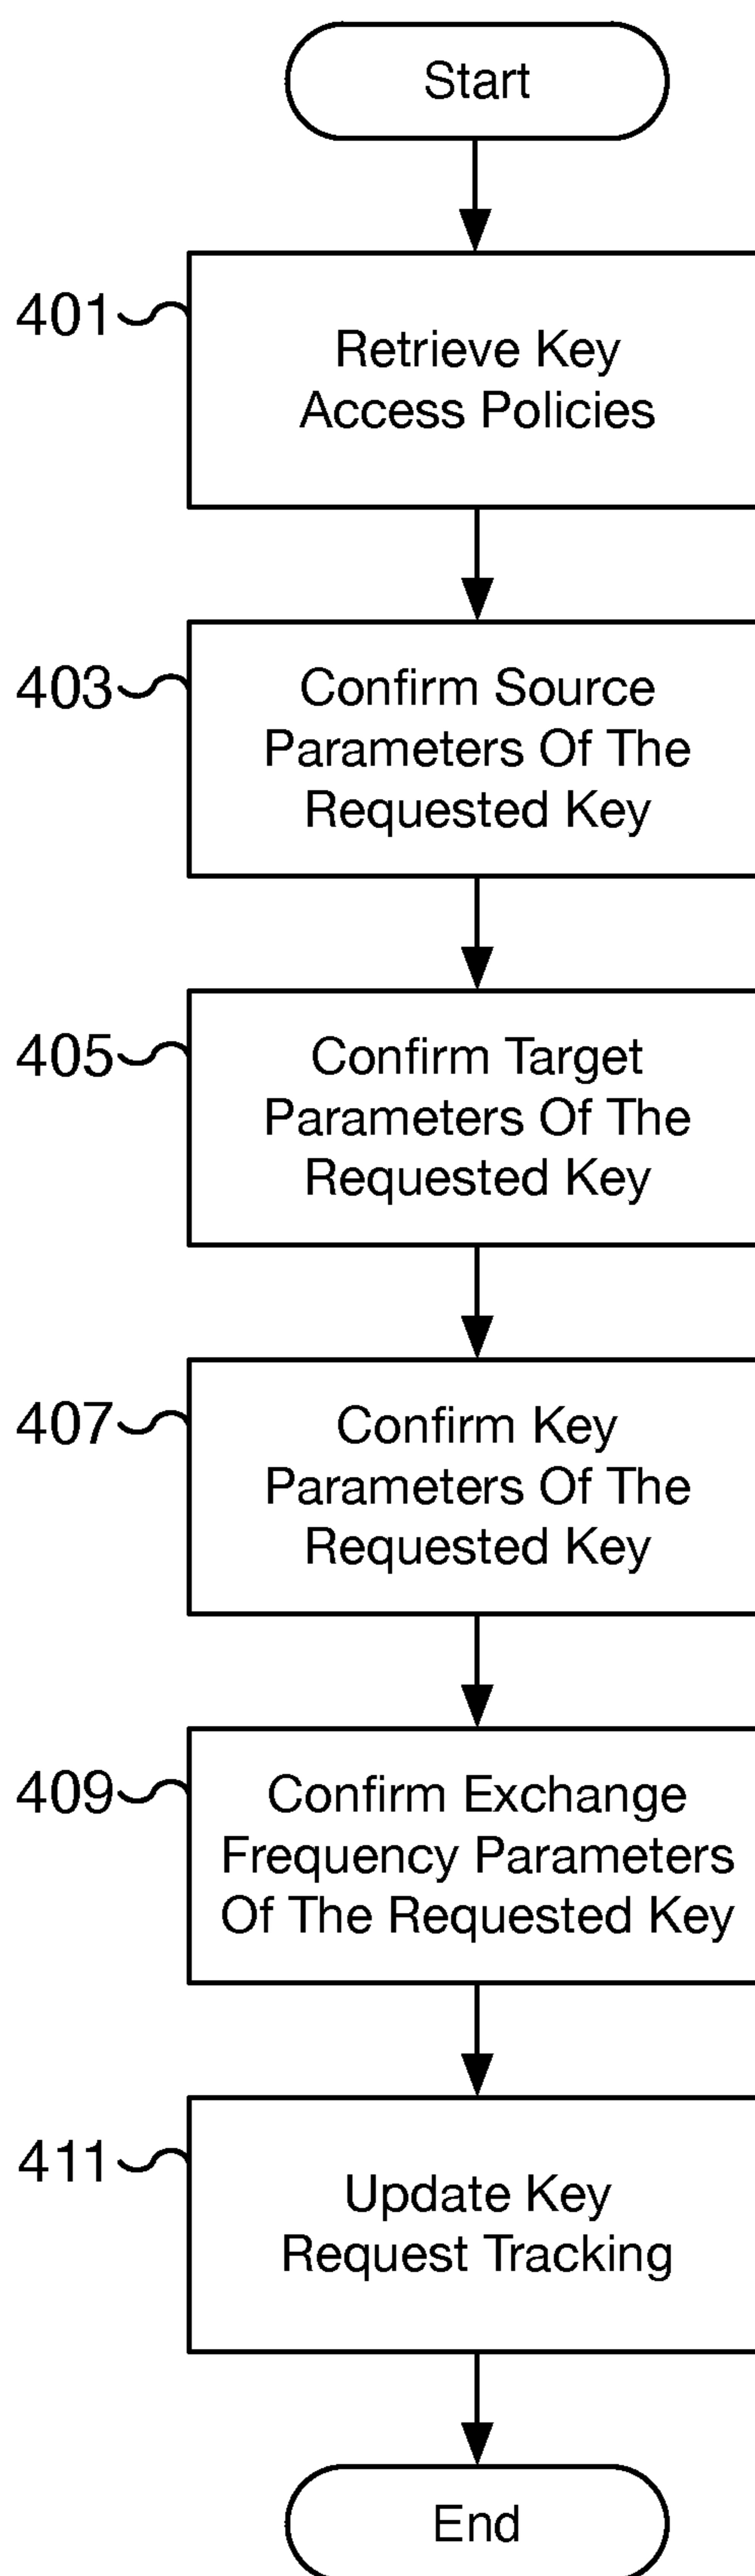 Start
401
Retrieve Key
Access Policies
403
Confirm Source
Parameters Of The
Requested Key
405
Confirm Target
Parameters Of The
Requested Key
407
Confirm Key
Parameters Of The
Requested Key
409
Confirm Exchange
Frequency Parameters
Of The Requested Key
411
Update Key
Request Tracking
End